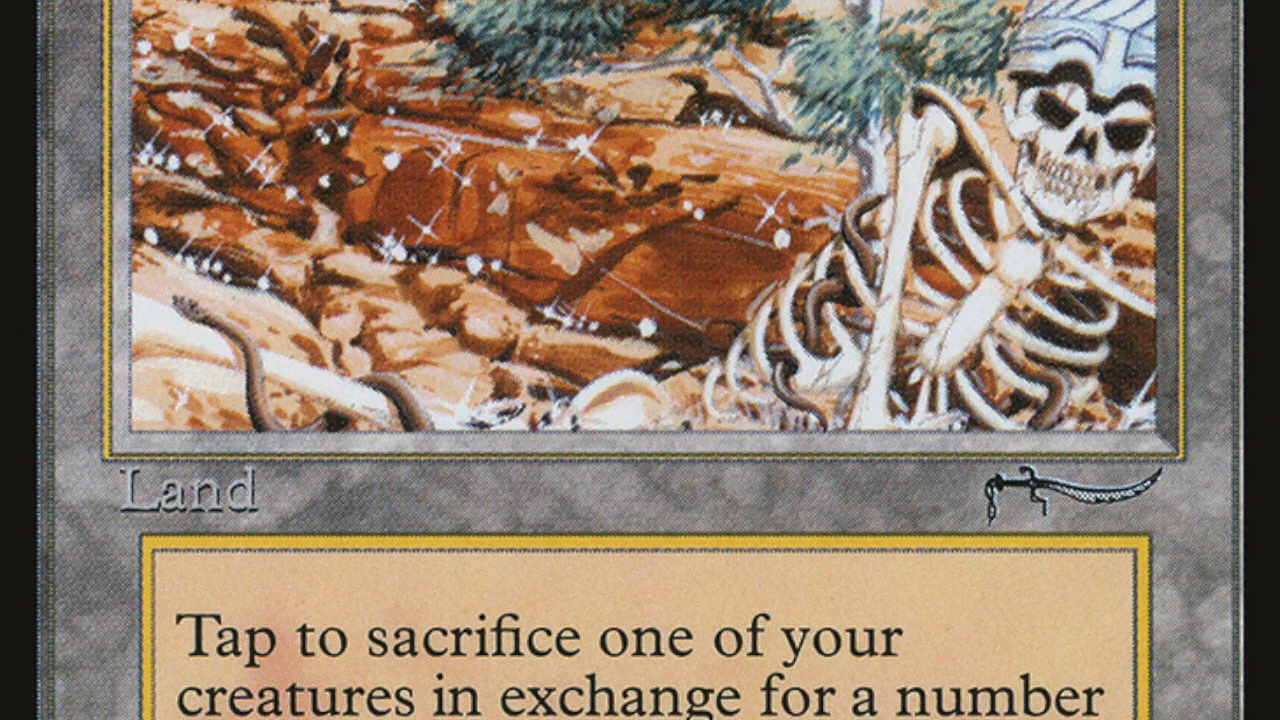 Land
Tap to sacrifice one of your
creatures in exchange for a number